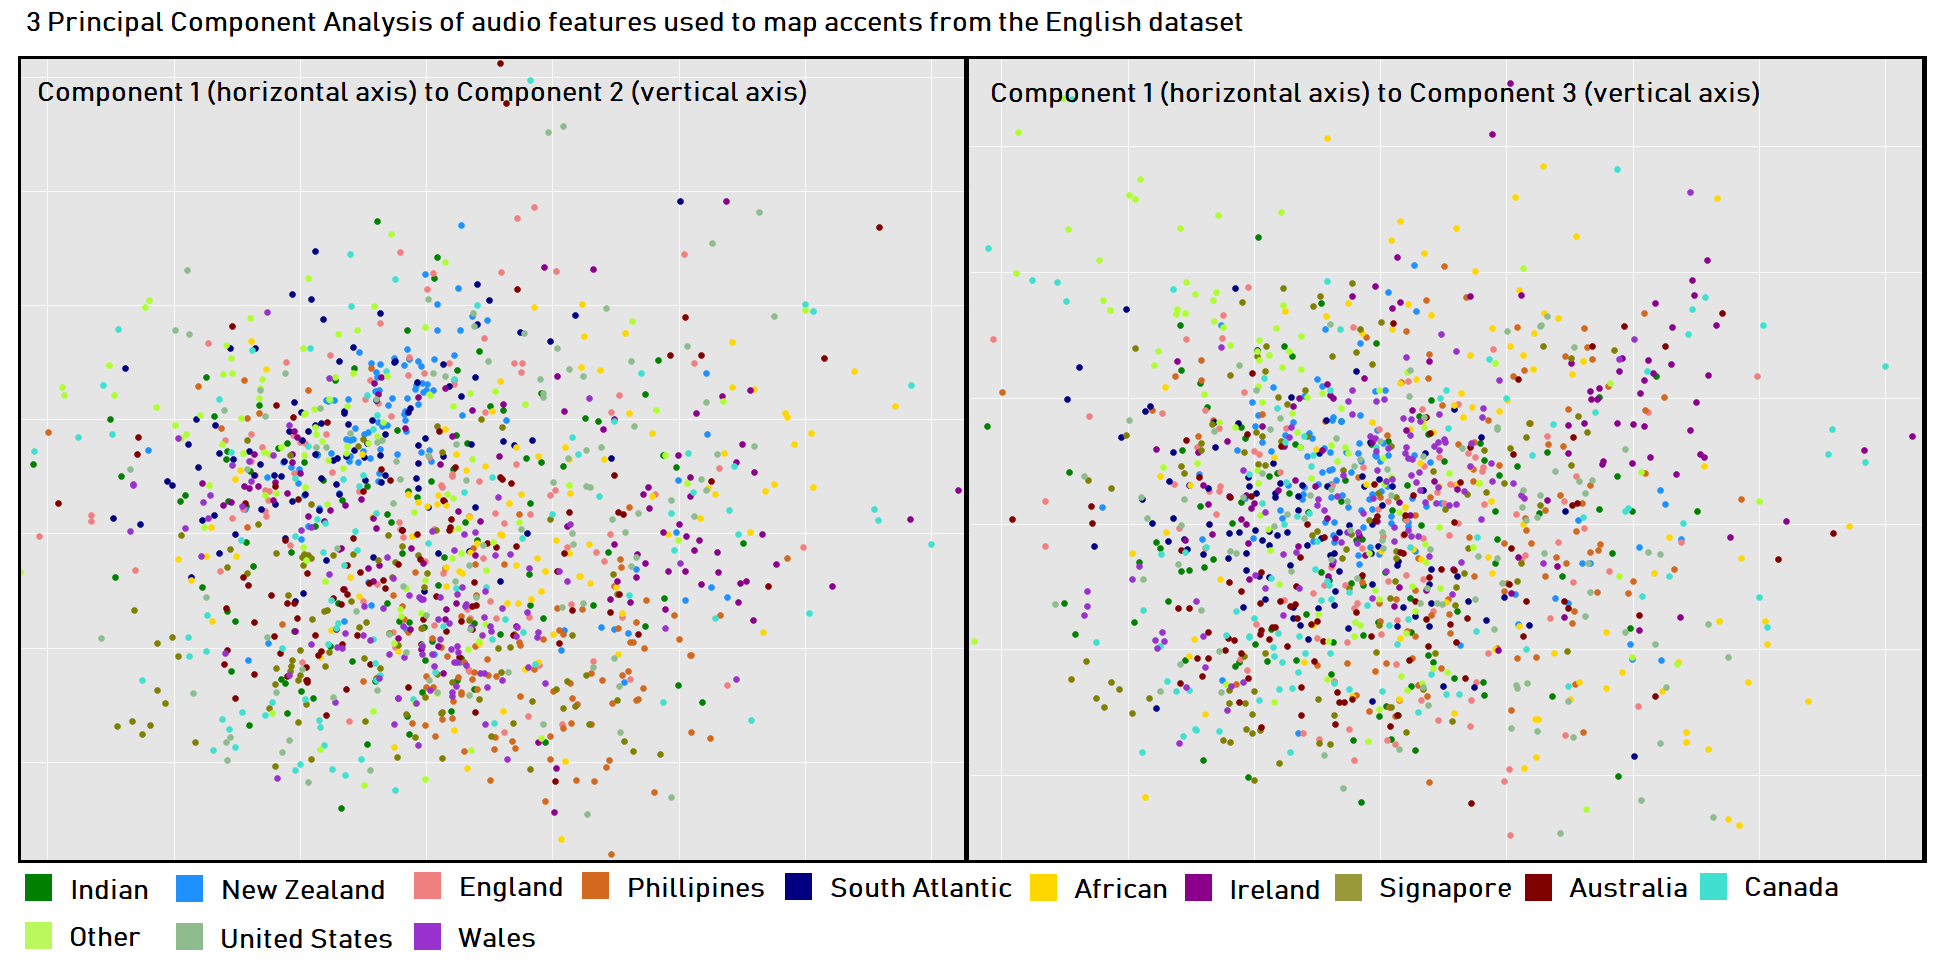 3 Principal Component Analysis of audio features used to map accents from the English dataset
Component 1 (horizontal axis) to Component 2 (vertical axis)
Component 1 (horizontal axis) to Component 3 (vertical axis)
Indian New Zealand England Phillipines South Atlantic African Ireland Signapore Australia Canada
Other United States Wales